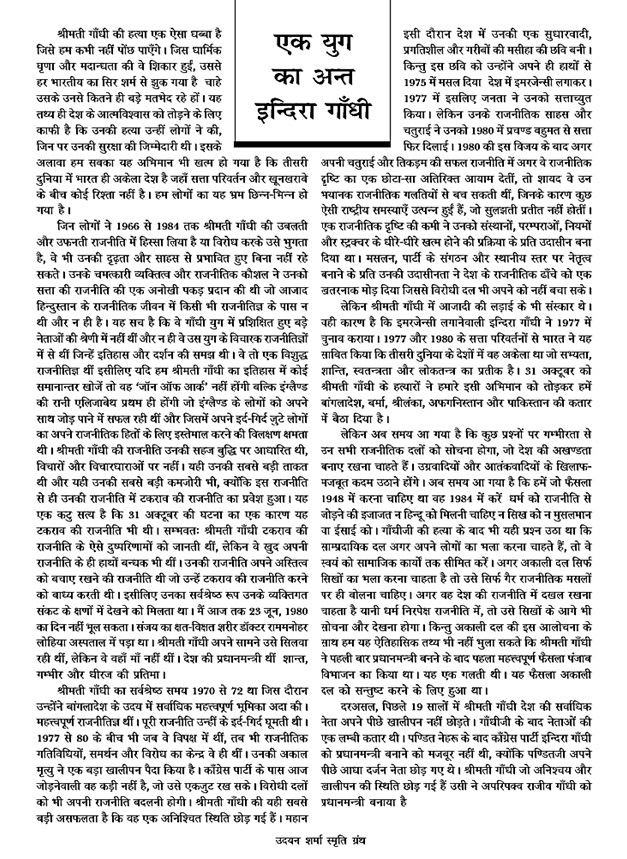 एक युग
का अन्त
इन्दिरा गाँधी
श्रीमती गाँधी की हत्या एक ऐसा धब्बा है
जिसे हम कभी नहीं पोंछ पाएँगे। जिस धार्मिक
घृणा और मदान्धता की वे शिकार हुईं, उससे
हर भारतीय का सिर शर्म से झुक गया है चाहे
उसके उनसे कितने ही बड़े मतभेद रहे हों। यह
तथ्य ही देश के आत्मविश्वास को तोड़ने के लिए
काफी है कि उनकी हत्या उन्हीं लोगों ने की,
जिन पर उनकी सुरक्षा की जिम्मेदारी थी। इसके
अलावा हम सबका यह अभिमान भी खत्म हो गया है कि तीसरी
दुनिया में भारत ही अकेला देश है जहाँ सत्ता परिवर्तन और खूनखराबे
के बीच कोई रिश्ता नहीं है। हम लोगों का यह भ्रम छिन्न-भिन्न हो
गया है।
जिन लोगों ने 1966 से 1984 तक श्रीमती गाँधी की उबलती
और उफनती राजनीति में हिस्सा लिया है या विरोध करके उसे भुगता
है, वे भी उनकी दृढ़ता और साहस से प्रभावित हुए बिना नहीं रह
सकते। उनके चमत्कारी व्यक्तित्व और राजनीतिक कौशल ने उनको
सत्ता की राजनीति की एक अनोखी पकड़ प्रदान की थी जो आजाद
हिन्दुस्तान के राजनीतिक जीवन में किसी भी राजनीतिज्ञ के पास न
थी और न ही है। यह सच है कि वे गाँधी युग में प्रशिक्षित हुए बड़े
नेताओं की श्रेणी में नहीं थीं और न ही वे उस युग के विचारक राजनीतिज्ञों
में से थीं जिन्हें इतिहास और दर्शन की समझ थी। वे तो एक विशुद्ध
राजनीतिज्ञ थीं इसीलिए यदि हम श्रीमती गाँधी का इतिहास में कोई
समानान्तर खोजें तो वह 'जॉन ऑफ आर्क' नहीं होंगी बल्कि इंग्लैण्ड
की रानी एलिजाबेथ प्रथम ही होंगी जो इंग्लैण्ड के लोगों को अपने
साथ जोड़ पाने में सफल रही थीं और जिसमें अपने इर्द-गिर्द जुटे लोगों
का अपने राजनीतिक हितों के लिए इस्तेमाल करने की विलक्षण क्षमता
थी। श्रीमती गाँधी की राजनीति उनकी सहज बुद्धि पर आधारित थी,
विचारों और विचारधाराओं पर नहीं। यही उनकी सबसे बड़ी ताकत
थी और यही उनकी सबसे बड़ी कमजोरी भी, क्योंकि इस राजनीति
से ही उनकी राजनीति में टकराव की राजनीति का प्रवेश हुआ। यह
एक कटु सत्य है कि 31 अक्टूबर की घटना का एक कारण यह
टकराव की राजनीति भी थी। सम्भवतः श्रीमती गाँधी टकराव की
राजनीति के ऐसे दुष्परिणामों को जानती थीं, लेकिन वे खुद अपनी
राजनीति के ही हाथों बन्धक भी थीं। उनकी राजनीति अपने अस्तित्व
को बचाए रखने की राजनीति थी जो उन्हें टकराव की राजनीति करने
को बाध्य करती थी। इसीलिए उनका सर्वश्रेष्ठ रूप उनके व्यक्तिगत
संकट के क्षणों में देखने को मिलता था। मैं आज तक 23 जून, 1980
का दिन नहीं भूल सकता। संजय का क्षत-विक्षत शरीर डॉक्टर राममनोहर
लोहिया अस्पताल में पड़ा था। श्रीमती गाँधी अपने सामने उसे सिलवा
रही थीं, लेकिन वे वहाँ माँ नहीं थीं। देश की प्रधानमन्त्री थीं शान्त,
गम्भीर और धीरज की प्रतिमा।
श्रीमती गाँधी का सर्वश्रेष्ठ समय 1970 से 72 था जिस दौरान
उन्होंने बांगलादेश के उदय में सर्वाधिक महत्त्वपूर्ण भूमिका अदा की।
महत्त्वपूर्ण राजनीतिज्ञ थीं। पूरी राजनीति उन्हीं के इर्द-गिर्द घूमती थी।
1977 से 80 के बीच भी जब वे विपक्ष में थीं, तब भी राजनीतिक
गतिविधियों, समर्थन और विरोध का केन्द्र वे ही थीं। उनकी अकाल
मृत्यु ने एक बड़ा खालीपन पैदा किया है। काँग्रेस पार्टी के पास आज
जोड़नेवाली वह कड़ी नहीं है, जो उसे एकजुट रख सके। विरोधी दलों
को भी अपनी राजनीति बदलनी होगी। श्रीमती गाँधी की यही सबसे
बड़ी असफलता है कि वह एक अनिश्चित स्थिति छोड़ गई हैं। महान
इसी दौरान देश में उनकी एक सुधारवादी,
प्रगतिशील और गरीबों की मसीहा की छवि बनी।
किन्तु इस छवि को उन्होंने अपने ही हाथों से
1975 में मसल दिया देश में इमरजेन्सी लगाकर।
1977 में इसलिए जनता ने उनको सत्ताच्युत
किया। लेकिन उनके राजनीतिक साहस और
चतुराई ने उनको 1980 में प्रचण्ड बहुमत से सत्ता
फिर दिलाई। 1980 की इस विजय के बाद अगर
अपनी चतुराई और तिकड़म की सफल राजनीति में अगर वे राजनीतिक
दृष्टि का एक छोटा-सा अतिरिक्त आयाम देतीं, तो शायद वे उन
भयानक राजनीतिक गलतियों से बच सकती थीं, जिनके कारण कुछ
ऐसी राष्ट्रीय समस्याएँ उत्पन्न हुई हैं, जो सुलझती प्रतीत नहीं होतीं।
एक राजनीतिक दृष्टि की कमी ने उनको संस्थानों, परम्पराओं, नियमों
और स्ट्रक्चर के धीरे-धीरे खत्म होने की प्रक्रिया के प्रति उदासीन बना
दिया था। मसलन, पार्टी के संगठन और स्थानीय स्तर पर नेतृत्व
बनाने के प्रति उनकी उदासीनता ने देश के राजनीतिक ढाँचे को एक
खतरनाक मोड़ दिया जिससे विरोधी दल भी अपने को नहीं बचा सके।
लेकिन श्रीमती गाँधी में आजादी की लड़ाई के भी संस्कार थे।
यही कारण है कि इमरजेंसी लगानेवाली इन्दिरा गाँधी ने 1977 में
चुनाव कराया। 1977 और 1980 के सत्ता परिवर्तनों से भारत ने यह
साबित किया कि तीसरी दुनिया के देशों में वह अकेला था जो सभ्यता,
शान्ति, स्वतन्त्रता और लोकतन्त्र का प्रतीक है। 31 अक्टूबर को
श्रीमती गाँधी के हत्यारों ने हमारे इसी अभिमान को तोड़कर हमें
बांगलादेश, बर्मा, श्रीलंका, अफगानिस्तान और पाकिस्तान की कतार
में बैठा दिया है।
लेकिन अब समय आ गया है कि कुछ प्रश्नों पर गम्भीरता से
उन सभी राजनीतिक दलों को सोचना होगा, जो देश की अखण्डता
बनाए रखना चाहते हैं। उग्रवादियों और आतंकवादियों के खिलाफ-
मजबूत कदम उठाने होंगे। अब समय आ गया है कि हमें जो फैसला
1948 में करना चाहिए था वह 1984 में करें धर्म को राजनीति से
जोड़ने की इजाजत न हिन्दू को मिलनी चाहिए न सिख को न मुसलमान
या ईसाई को। गाँधीजी की हत्या के बाद भी यही प्रश्न उठा था कि
साम्प्रदायिक दल अगर अपने लोगों का भला करना चाहते हैं, तो वे
स्वयं को सामाजिक कार्यों तक सीमित करें। अगर अकाली दल सिर्फ
सिखों का भला करना चाहता है तो उसे सिर्फ गैर राजनीतिक मसलों
पर ही बोलना चाहिए। अगर वह देश की राजनीति में दखल रखना
चाहता है यानी धर्म निरपेक्ष राजनीति में, तो उसे सिखों के आगे भी
सोचना और देखना होगा। किन्तु अकाली दल की इस आलोचना के
साथ हम यह ऐतिहासिक तथ्य भी नहीं भुला सकते कि श्रीमती गाँधी
ने पहली बार प्रधानमन्त्री बनने के बाद पहला महत्त्वपूर्ण फैसला पंजाब
विभाजन का किया था। यह एक गलती थी। यह फैसला अकाली
दल को सन्तुष्ट करने के लिए हुआ था।
दरअसल, पिछले 19 सालों में श्रीमती गाँधी देश की सर्वाधिक
नेता अपने पीछे खालीपन नहीं छोड़ते। गाँधीजी के बाद नेताओं की
एक लम्बी कतार थी। पण्डित नेहरू के बाद काँग्रेस पार्टी इन्दिरा गाँधी
को प्रधानमन्त्री बनाने को मजबूर नहीं थी, क्योंकि पण्डितजी अपने
पीछे आधा दर्जन नेता छोड़ गए थे। श्रीमती गाँधी जो अनिश्चय और
खालीपन की स्थिति छोड़ गई हैं उसी ने अपरिपक्व राजीव गाँधी को
प्रधानमन्त्री बनाया है
उदयन शर्मा स्मृति ग्रंथ